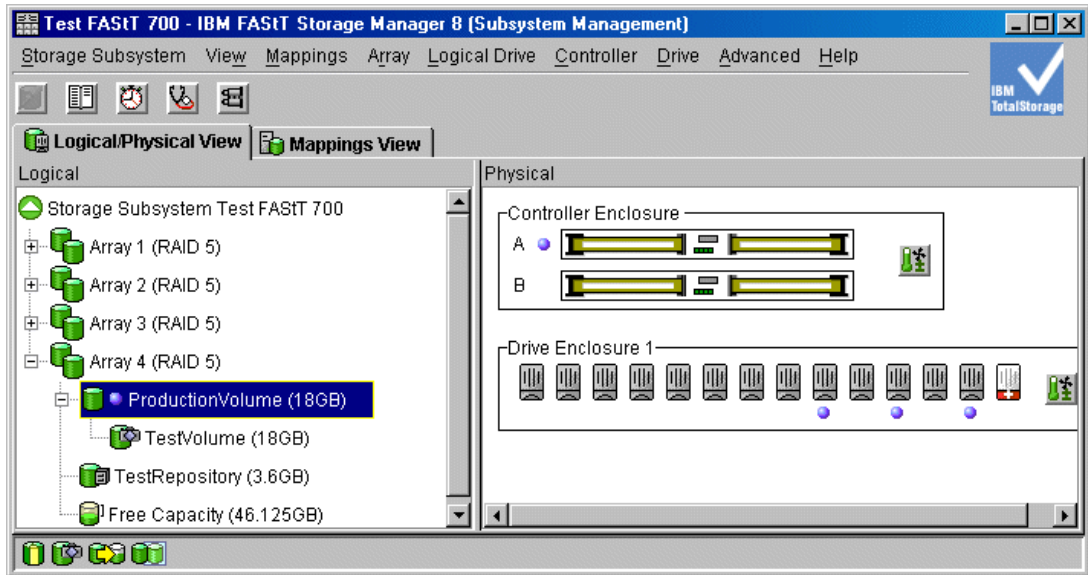 Test FAStT 700 - IBM FAStT Storage Manager 8 (Subsystem Management)
Storage Subsystem View Mappings Array Logical Drive Controller Drive Advanced Help
IBM
TotalStorage
Logical/Physical View Mappings View
Logical
Storage Subsystem Test FAStT 700
Array 1 (RAID 5)
Array 2 (RAID 5)
Array 3 (RAID 5)
Array 4 (RAID 5)
ProductionVolume (18GB)
TestVolume (18GB)
TestRepository (3.6GB)
Free Capacity (46.125GB)
Physical
Controller Enclosure
A
B
Drive Enclosure 1